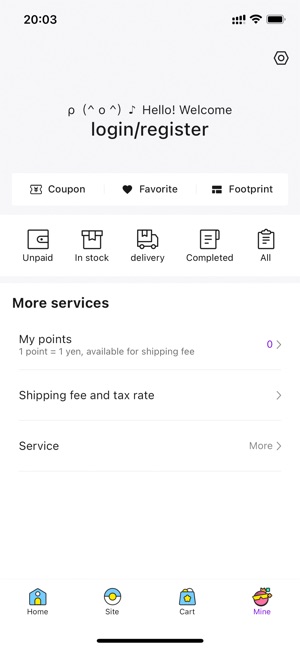 20:03
ρ (^ o ^) ♪ Hello! Welcome
login/register
Coupon
Favorite
Footprint
Unpaid
In stock
delivery
Completed
All
More services
My points
1 point = 1 yen, available for shipping fee
0
Shipping fee and tax rate
Service
More
Home
Site
Cart
Mine